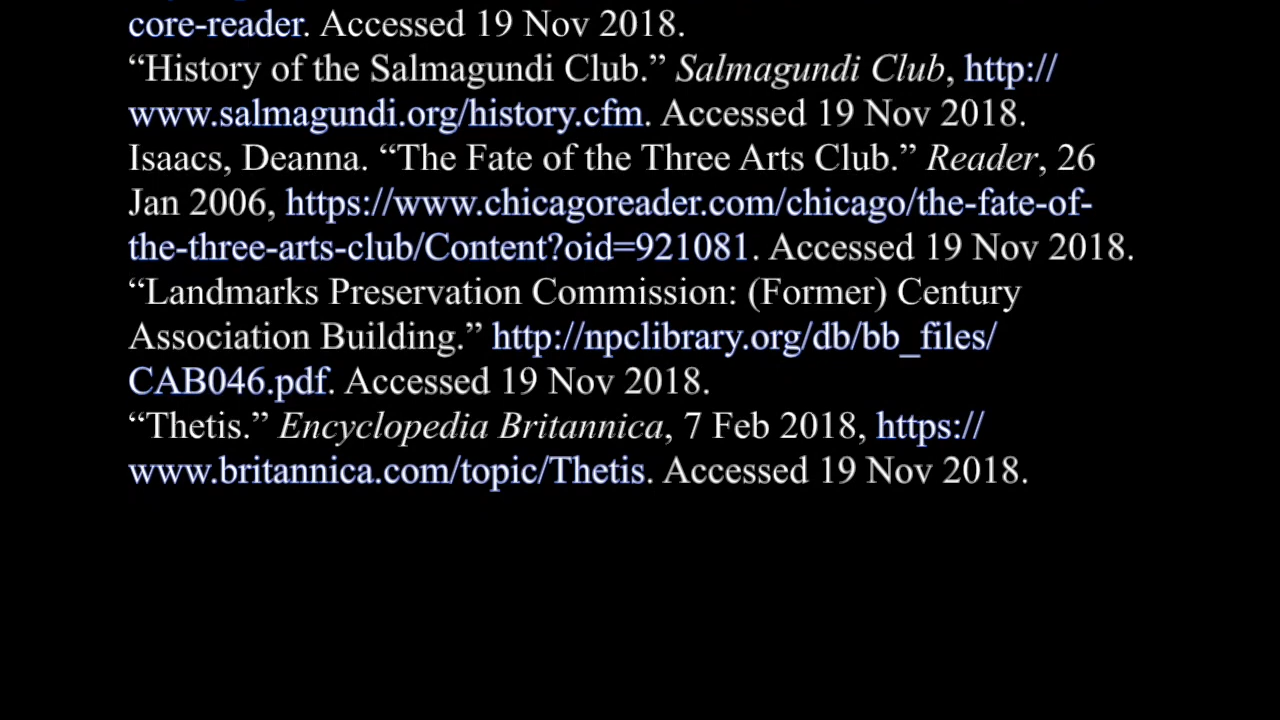 core-reader. Accessed 19 Nov 2018.
“History of the Salmagundi Club.” Salmagundi Club, http://
www.salmagundi.org/history.cfm. Accessed 19 Nov 2018.
Isaacs, Deanna. “The Fate of the Three Arts Club.” Reader, 26
Jan 2006, https://www.chicagoreader.com/chicago/the-fate-of-
the-three-arts-club/Content?oid=921081. Accessed 19 Nov 2018.
“Landmarks Preservation Commission: (Former) Century
Association Building.” http://npclibrary.org/db/bb_files/
CAB046.pdf. Accessed 19 Nov 2018.
“Thetis.” Encyclopedia Britannica, 7 Feb 2018, https://
www.britannica.com/topic/Thetis. Accessed 19 Nov 2018.